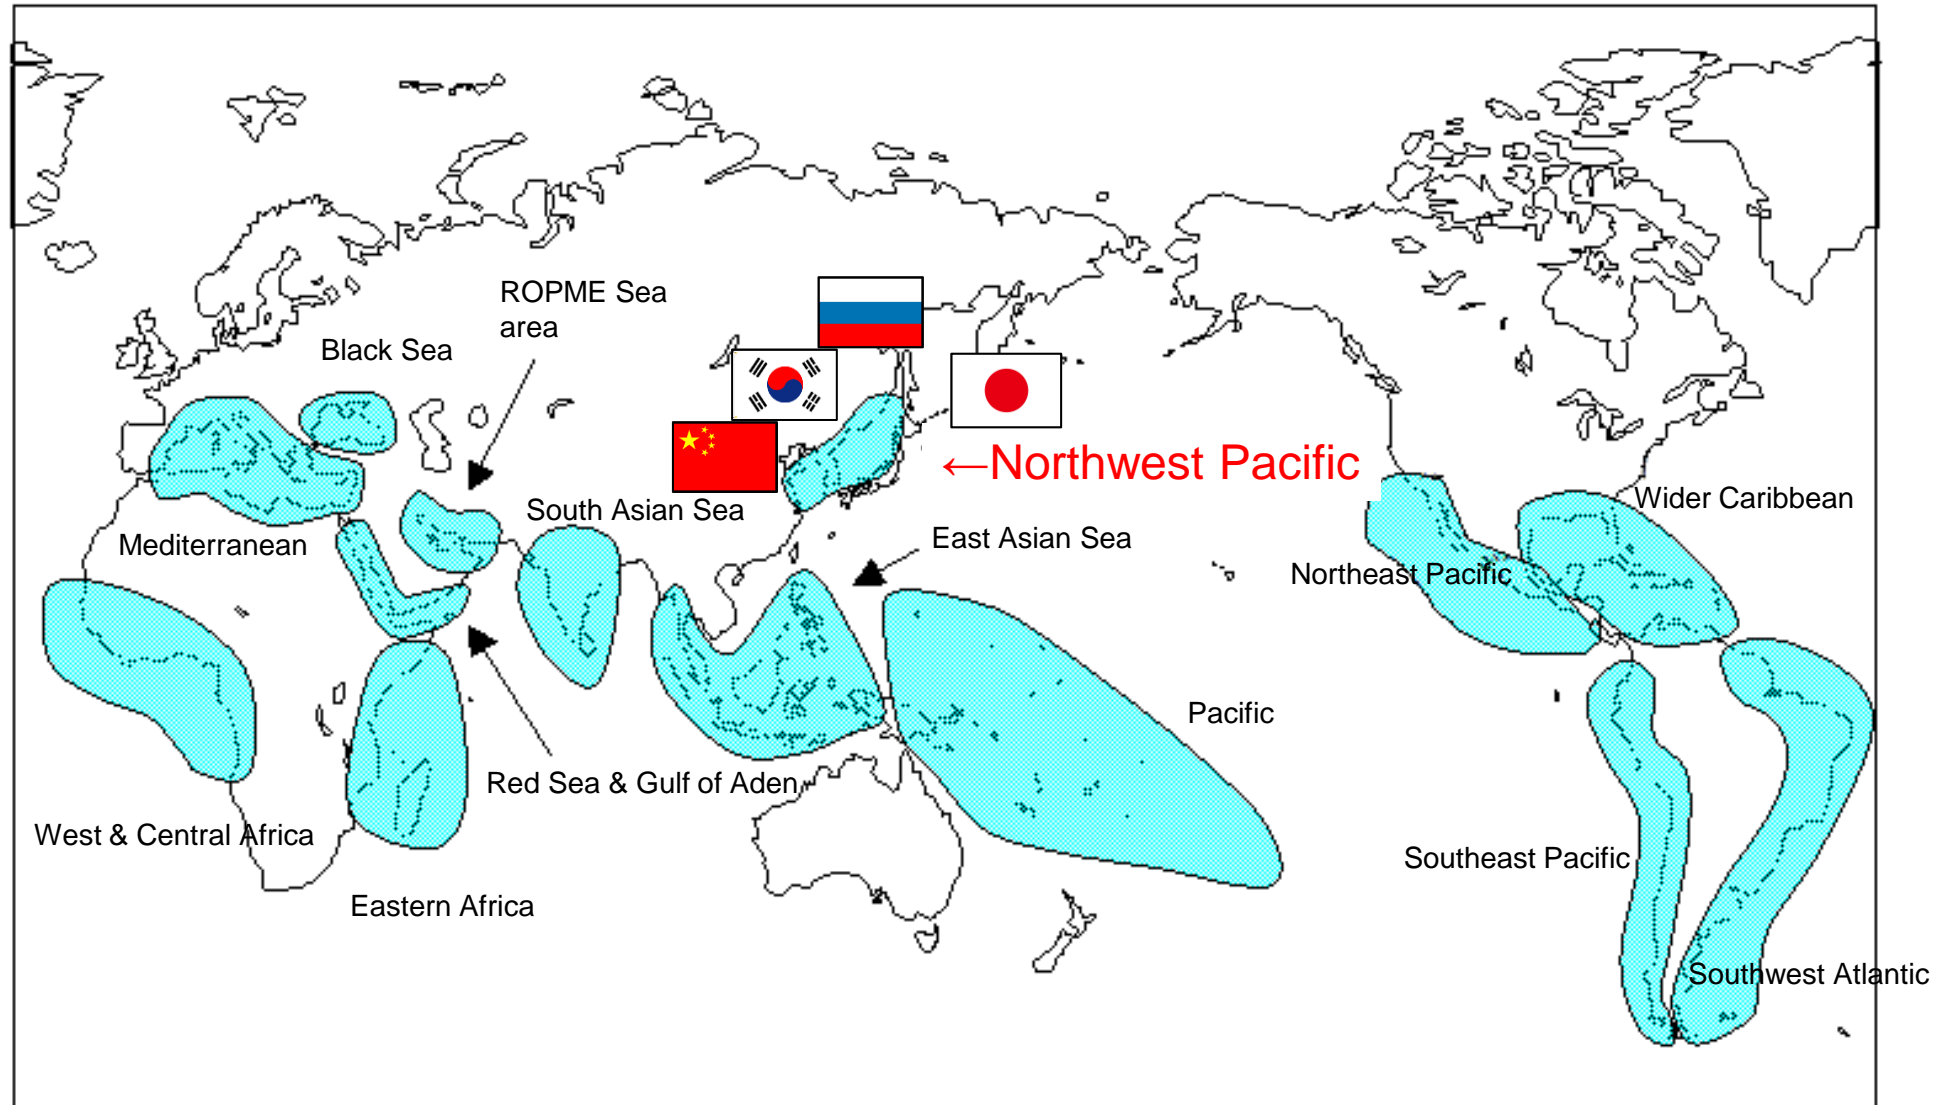 ROPME Sea
area
Black Sea
←Northwest Pacific
South Asian Sea
Wider Caribbean
Mediterranean
East Asian Sea
Northeast Pacific
Pacific
Red Sea & Gulf of Aden
West & Central Africa
Southeast Pacific
Eastern Africa
Southwest Atlantic